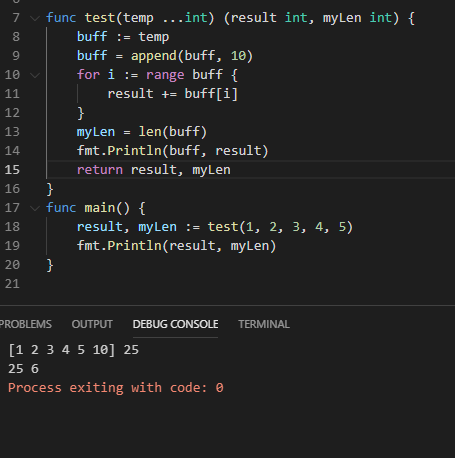 7 func test(temp ...int) (result int, myLen int) {
8 buff := temp
9 buff = append(buff, 10)
10 for i := range buff {
11 result += buff[i]
12 }
13 myLen = len(buff)
14 fmt.Println(buff, result)
15 return result, myLen
16 }
17 func main() {
18 result, myLen := test(1, 2, 3, 4, 5)
19 fmt.Println(result, myLen)
20 }
21
PROBLEMS OUTPUT DEBUG CONSOLE TERMINAL
[1 2 3 4 5 10] 25
25 6
Process exiting with code: 0